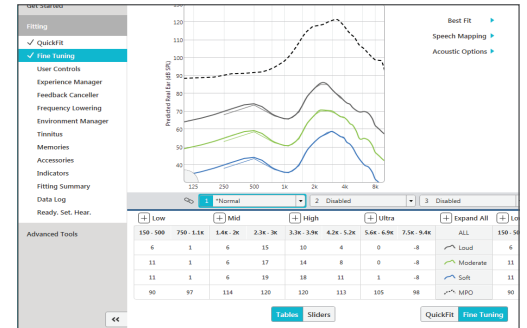 Get Started
Fitting
✓ QuickFit
✓ Fine Tuning
User Controls
Experience Manager
Feedback Canceller
Frequency Lowering
Environment Manager
Tinnitus
Memories
Accessories
Indicators
Fitting Summary
Data Log
Ready. Set. Hear.
Advanced Tools
<<
Predicted Real Ear (dB SPL)
120
110
100
90
80
70
60
50
40
125 250 500 1k 2k 4k 8k
Best Fit
Speech Mapping
Acoustic Options
1 *Normal 2 Disabled 3 Disabled
+ Low + Mid + High + Ultra + Expand All + Lo
150 - 500 750 - 1.1K 1.4K - 2K 2.3K - 3K 3.3K - 3.9K 4.2K - 5.2K 5.6K - 6.9K 7.5K - 9.4K ALL 150 - 50
6 1 6 15 10 4 0 -8 Loud 6
11 1 6 17 14 8 0 -8 Moderate 11
11 1 6 19 18 11 1 -8 Soft 11
90 97 114 120 120 113 105 98 MPO 90
Tables Sliders QuickFit Fine Tuning